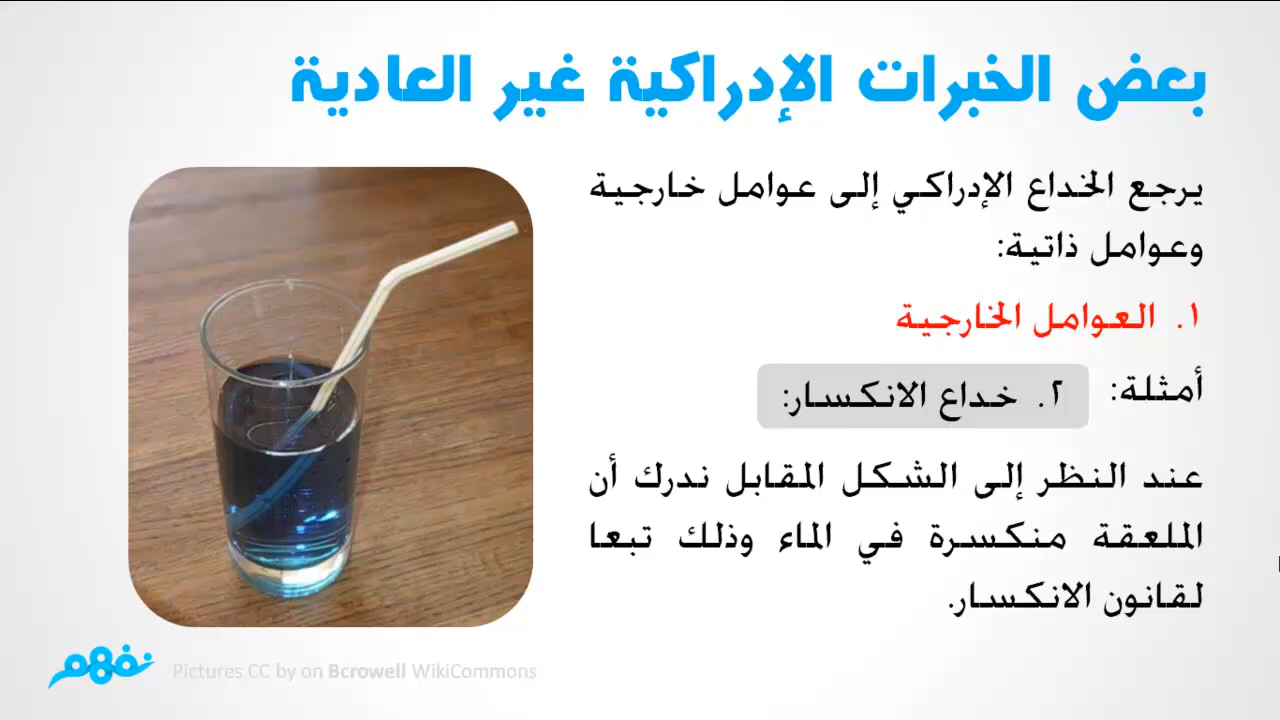 بعض الخبرات الإدراكية غير العادية
يرجع الخداع الإدراكي إلى عوامل خارجية
وعوامل ذاتية:
١. العوامل الخارجية
أمثلة: ٢. خداع الانكسار:
عند النظر إلى الشكل المقابل ندرك أن
الملعقة منكسرة في الماء وذلك تبعا
لقانون الانكسار.
نفهم Pictures CC by on Bcrowell WikiCommons